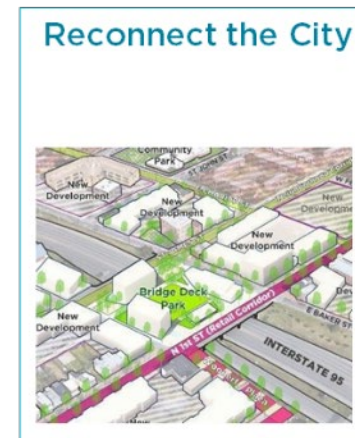 Reconnect the City
Community
Park
ST JOHN ST
New
Development
New
Development
New
Development
New
Development
Bridge Deck
Park
E BAKER ST
New
Development
N 1ST ST (Retail Corridor)
INTERSTATE 95